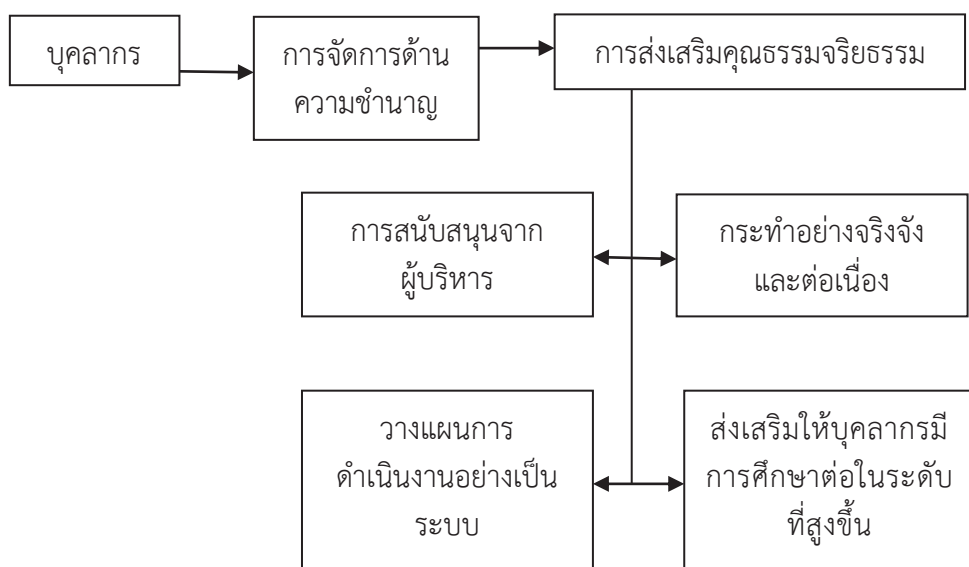 บุคลากร
การจัดการด้าน
ความชำนาญ
การส่งเสริมคุณธรรมจริยธรรม
การสนับสนุนจาก
ผู้บริหาร
กระทำอย่างจริงจัง
และต่อเนื่อง
วางแผนการ
ดำเนินงานอย่างเป็น
ระบบ
ส่งเสริมให้บุคลากรมี
การศึกษาต่อในระดับ
ที่สูงขึ้น